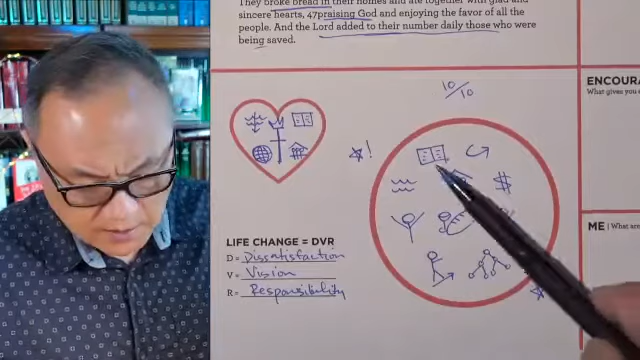 They broke bread in their homes and ate together with glad and
sincere hearts, 47praising God and enjoying the favor of all the
people. And the Lord added to their number daily those who were
being saved.
10/10
ENCOURA
What gives you
!
$
LIFE CHANGE = DVR
D = Dissatisfaction
V = Vision
R = Responsibility
ME | What are